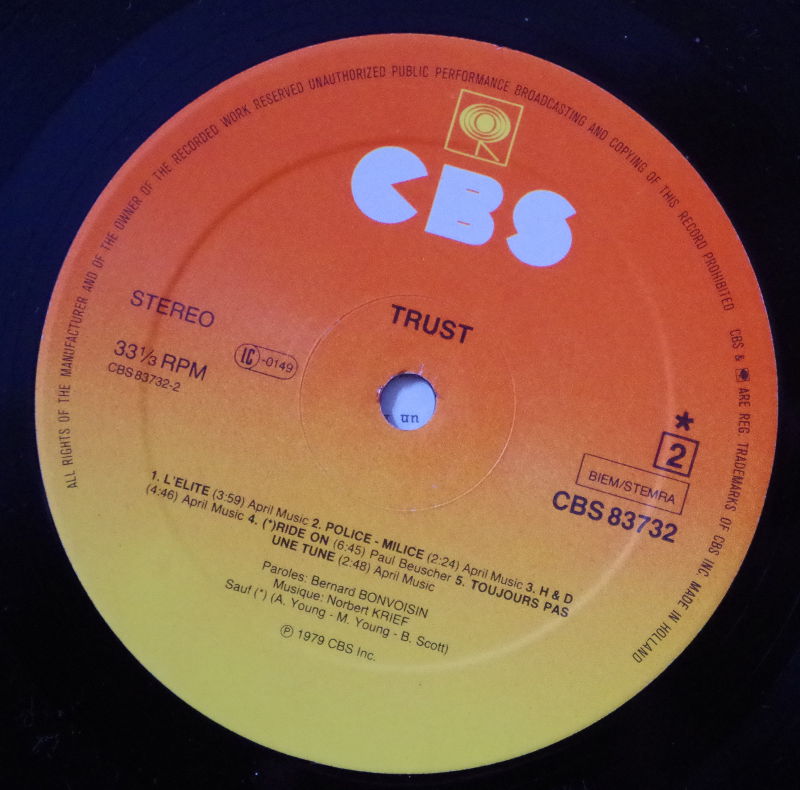 ALL RIGHTS OF THE MANUFACTURER AND OF THE OWNER OF THE RECORDED WORK RESERVED UNAUTHORIZED PUBLIC PERFORMANCE BROADCASTING AND COPYING OF THIS RECORD PROHIBITED CBS & ARE REG TRADEMARKS OF CBS INC MADE IN HOLLAND
CBS
TRUST
STEREO
33 1/3 RPM
CBS 83732-2
IC -0149
*
2
BIEM/STEMRA
CBS 83732
un
1. L'ELITE (3:59) April Music 2. POLICE - MILICE (2:24) April Music 3. H & D
(4:46) April Music 4. (*)RIDE ON (6:45) Paul Beuscher 5. TOUJOURS PAS
UNE TUNE (2:48) April Music
Paroles: Bernard BONVOISIN
Musique: Norbert KRIEF
Sauf (*) (A. Young - M. Young - B. Scott)
℗ 1979 CBS Inc.